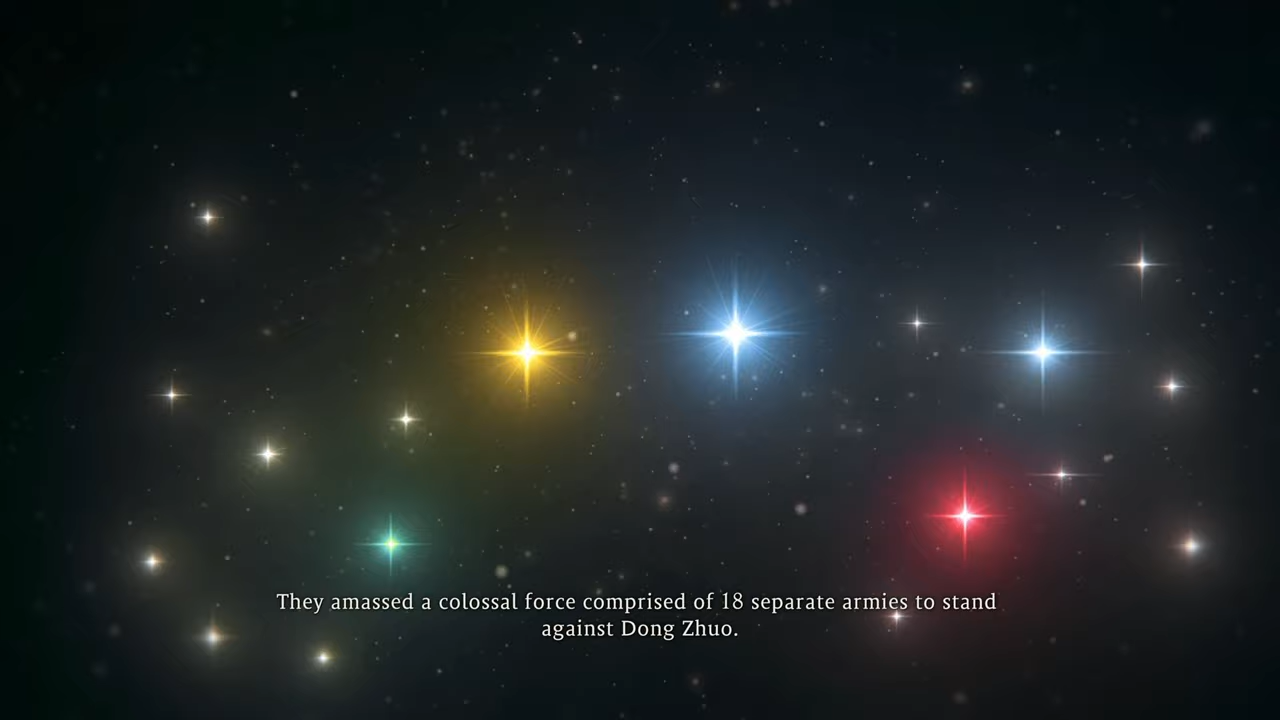 They amassed a colossal force comprised of 18 separate armies to stand
against Dong Zhuo.